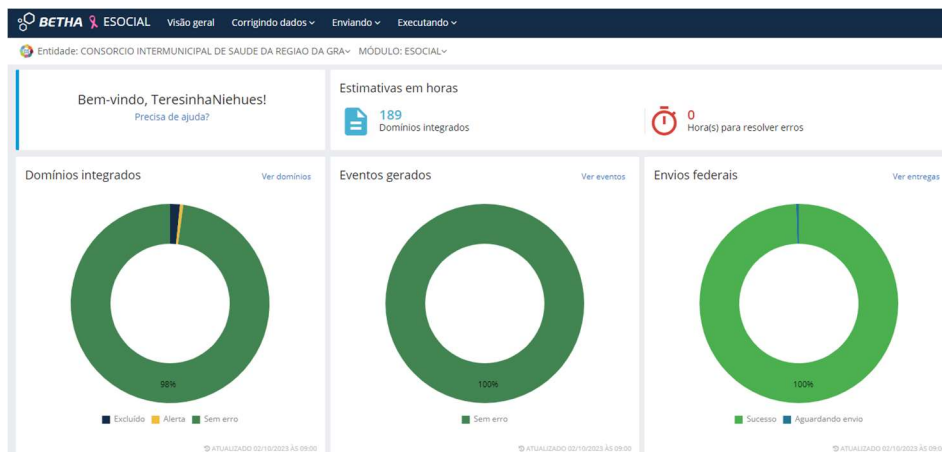 BETHA ESOCIAL Visão geral Corrigindo dados Enviando Executando
Entidade: CONSORCIO INTERMUNICIPAL DE SAUDE DA REGIAO DA GRA MÓDULO: ESOCIAL
Bem-vindo, TeresinhaNiehues!
Precisa de ajuda?
Estimativas em horas
189
Domínios integrados
0
Hora(s) para resolver erros
Domínios integrados Ver domínios
98%
Excluído Alerta Sem erro
ATUALIZADO 02/10/2023 ÀS 09:00
Eventos gerados Ver eventos
100%
Sem erro
ATUALIZADO 02/10/2023 ÀS 09:00
Envios federais Ver entregas
100%
Sucesso Aguardando envio
ATUALIZADO 02/10/2023 ÀS 09:00